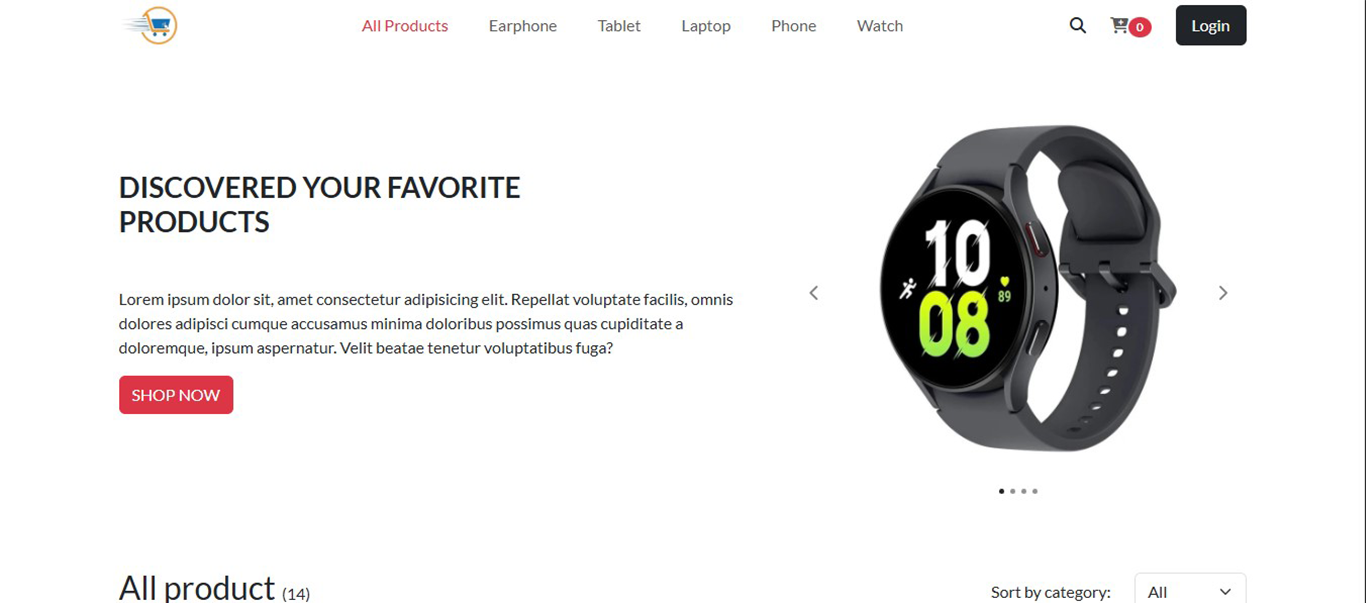 All Products Earphone Tablet Laptop Phone Watch 0 Login
DISCOVERED YOUR FAVORITE
PRODUCTS
Lorem ipsum dolor sit, amet consectetur adipisicing elit. Repellat voluptate facilis, omnis
dolores adipisci cumque accusamus minima doloribus possimus quas cupiditate a
doloremque, ipsum aspernatur. Velit beatae tenetur voluptatibus fuga?
SHOP NOW
10
08
89
All product (14) Sort by category: All